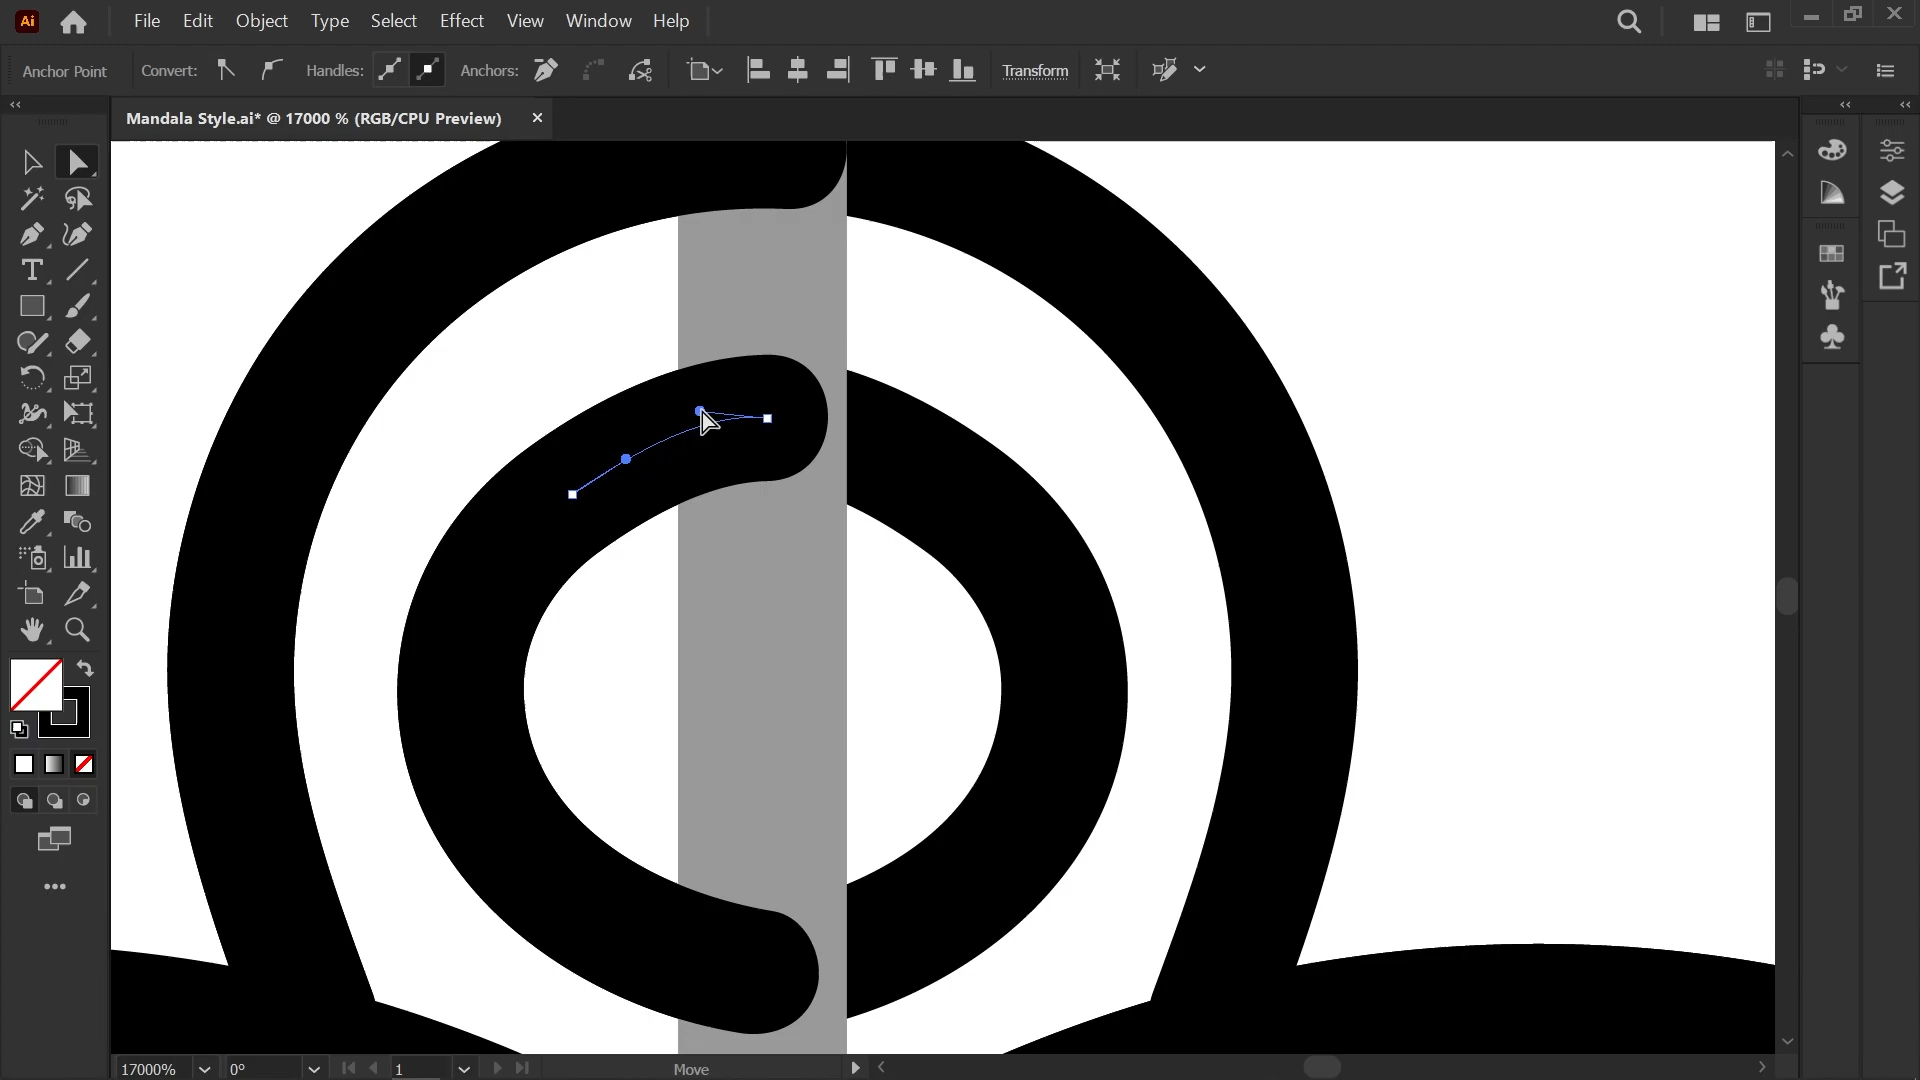 Ai File Edit Object Type Select Effect View Window Help
Anchor Point Convert: Handles: Anchors: Transform
Mandala Style.ai* @ 17000 % (RGB/CPU Preview)
17000% 0° 1 Move